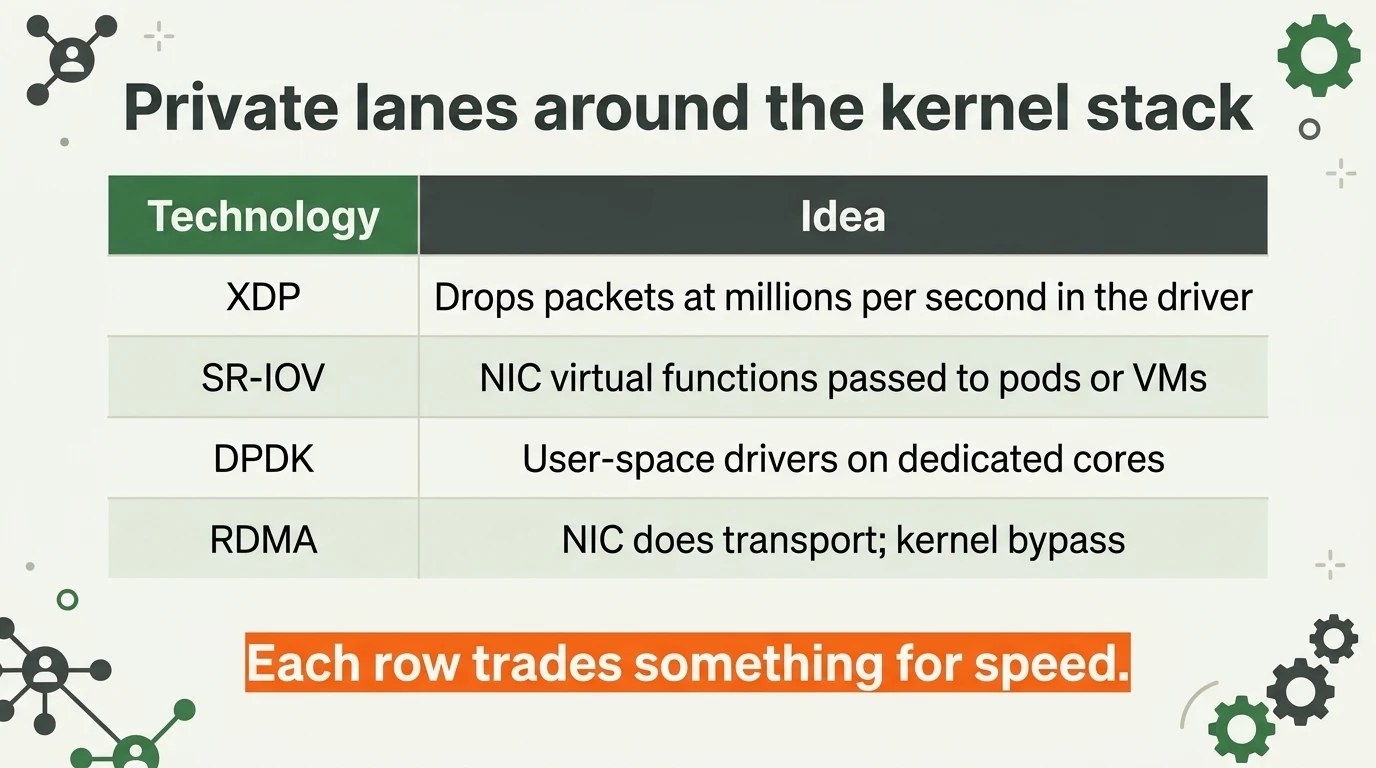 Private lanes around the kernel stack
Technology
Idea
XDP
Drops packets at millions per second in the driver
SR-IOV
NIC virtual functions passed to pods or VMs
DPDK
User-space drivers on dedicated cores
RDMA
NIC does transport; kernel bypass
Each row trades something for speed.